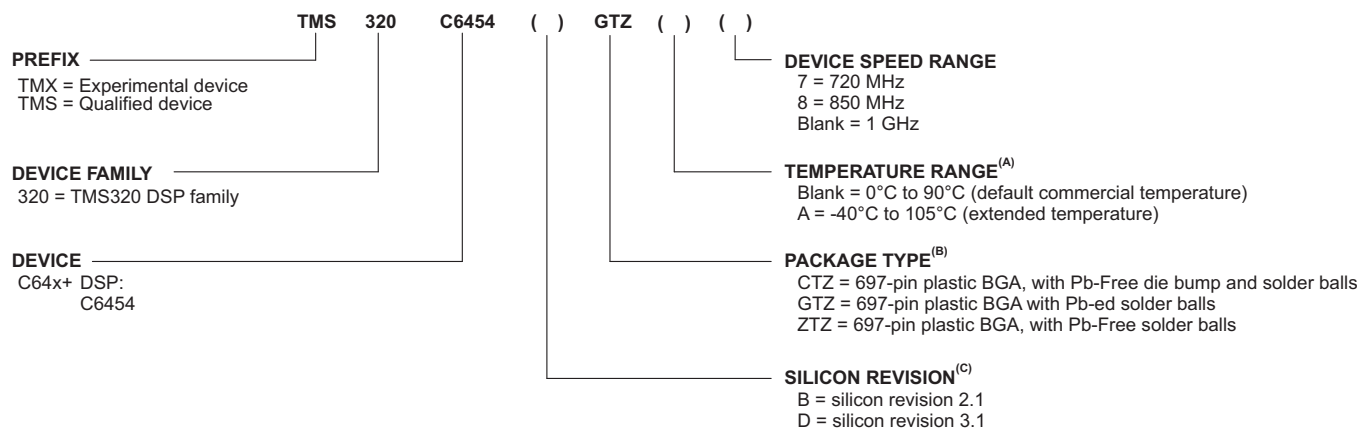 TMS 320 C6454 ( ) GTZ ( ) ( )
PREFIX
TMX = Experimental device
TMS = Qualified device
DEVICE FAMILY
320 = TMS320 DSP family
DEVICE
C64x+ DSP:
C6454
DEVICE SPEED RANGE
7 = 720 MHz
8 = 850 MHz
Blank = 1 GHz
TEMPERATURE RANGE(A)
Blank = 0°C to 90°C (default commercial temperature)
A = -40°C to 105°C (extended temperature)
PACKAGE TYPE(B)
CTZ = 697-pin plastic BGA, with Pb-Free die bump and solder balls
GTZ = 697-pin plastic BGA with Pb-ed solder balls
ZTZ = 697-pin plastic BGA, with Pb-Free solder balls
SILICON REVISION(C)
B = silicon revision 2.1
D = silicon revision 3.1